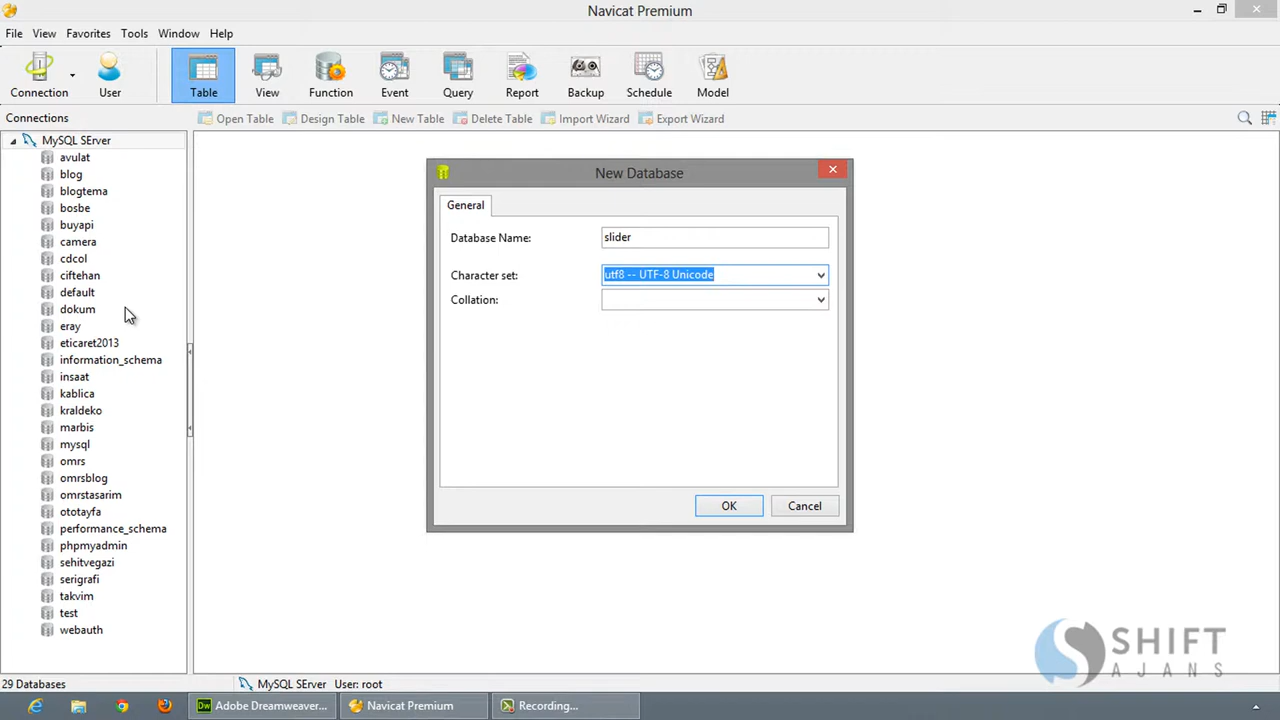 Navicat Premium
File View Favorites Tools Window Help
Connection User Table View Function Event Query Report Backup Schedule Model
Connections Open Table Design Table New Table Delete Table Import Wizard Export Wizard
MySQL SErver
avulat
blog
blogtema
bosbe
buyapi
camera
cdcol
ciftehan
default
dokum
eray
eticaret2013
information_schema
insaat
kablica
kraldeko
marbis
mysql
omrs
omrsblog
omrstasarim
ototayfa
performance_schema
phpmyadmin
sehitvegazi
serigrafi
takvim
test
webauth
New Database
General
Database Name: slider
Character set: utf8 -- UTF-8 Unicode
Collation:
OK Cancel
SHIFT
AJANS
29 Databases MySQL SErver User: root
Dw Adobe Dreamweaver... Navicat Premium Recording...